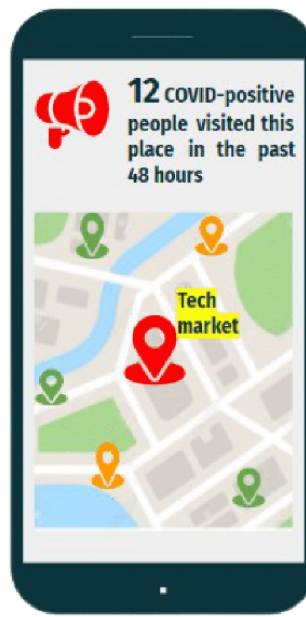 12 COVID-positive
people visited this
place in the past
48 hours
Tech
market